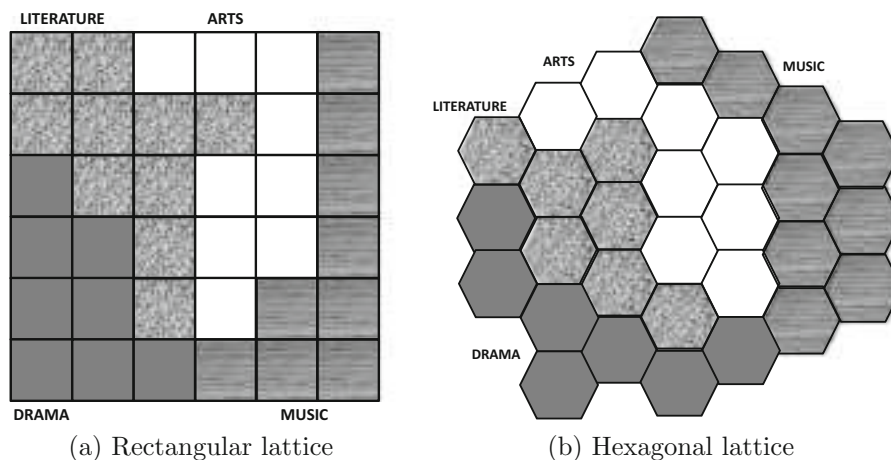 LITERATURE ARTS
DRAMA MUSIC
(a) Rectangular lattice
ARTS
MUSIC
LITERATURE
DRAMA
(b) Hexagonal lattice